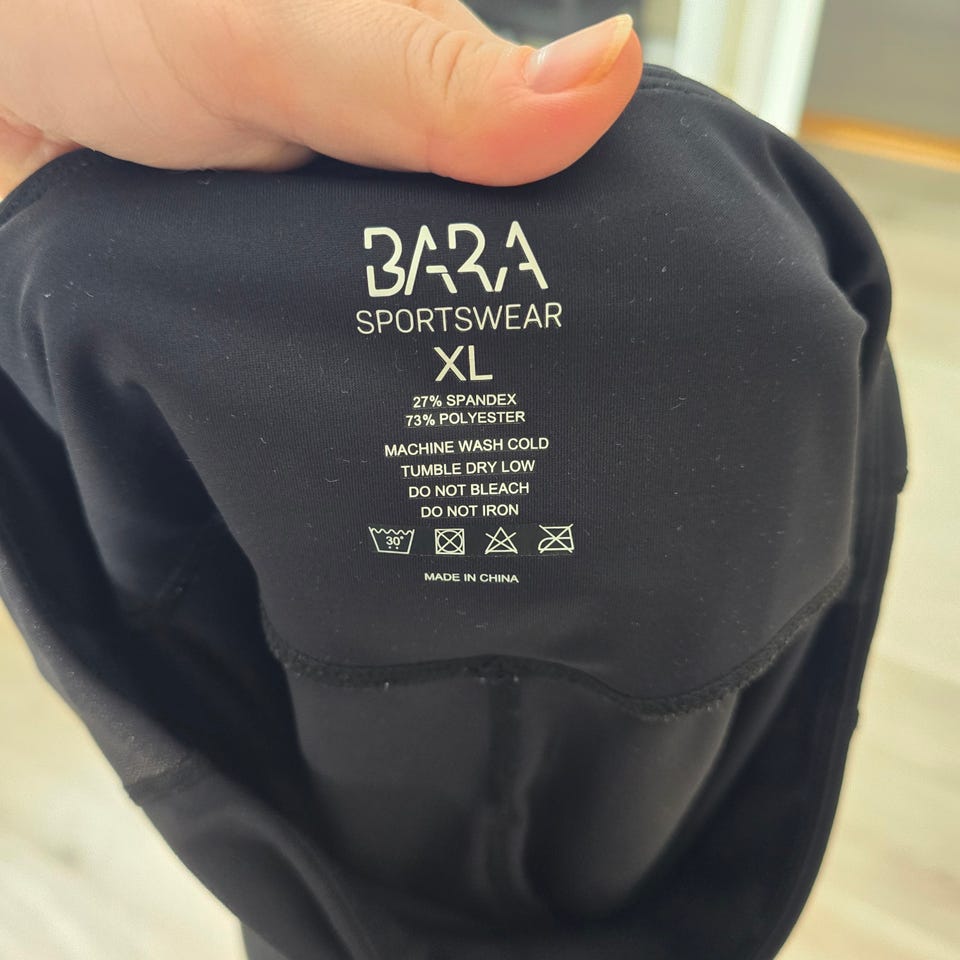 BARA
SPORTSWEAR
XL
27% SPANDEX
73% POLYESTER
MACHINE WASH COLD
TUMBLE DRY LOW
DO NOT BLEACH
DO NOT IRON
30°
MADE IN CHINA